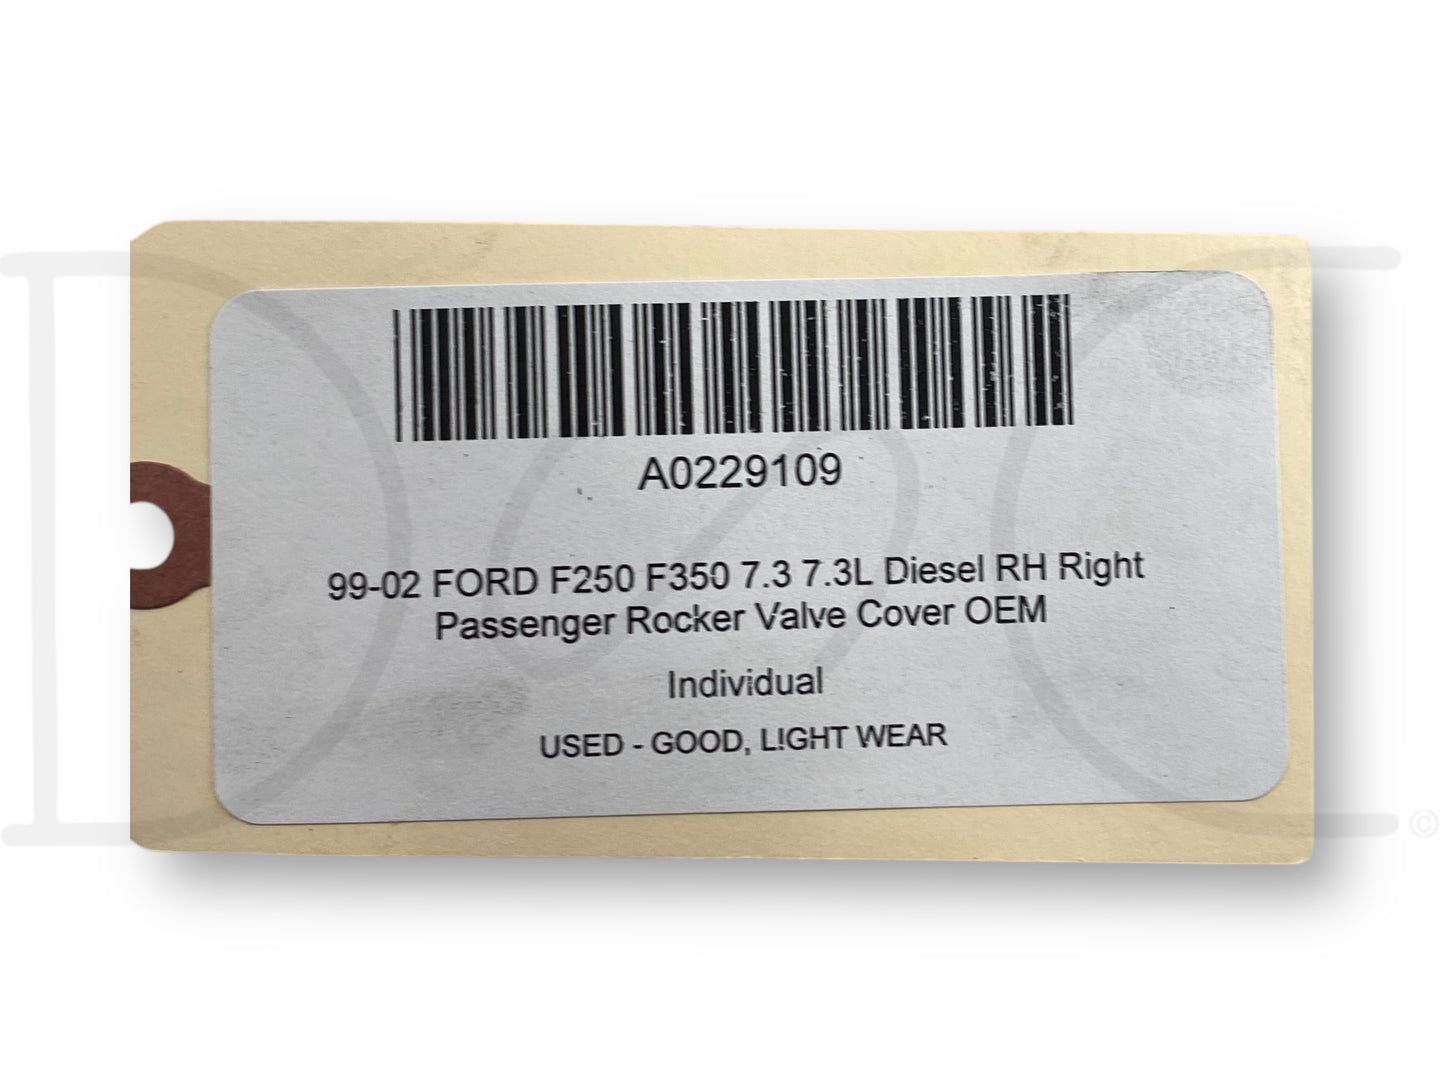 A0229109
99-02 FORD F250 F350 7.3 7.3L Diesel RH Right
Passenger Rocker Valve Cover OEM
Individual
USED - GOOD, LIGHT WEAR
©